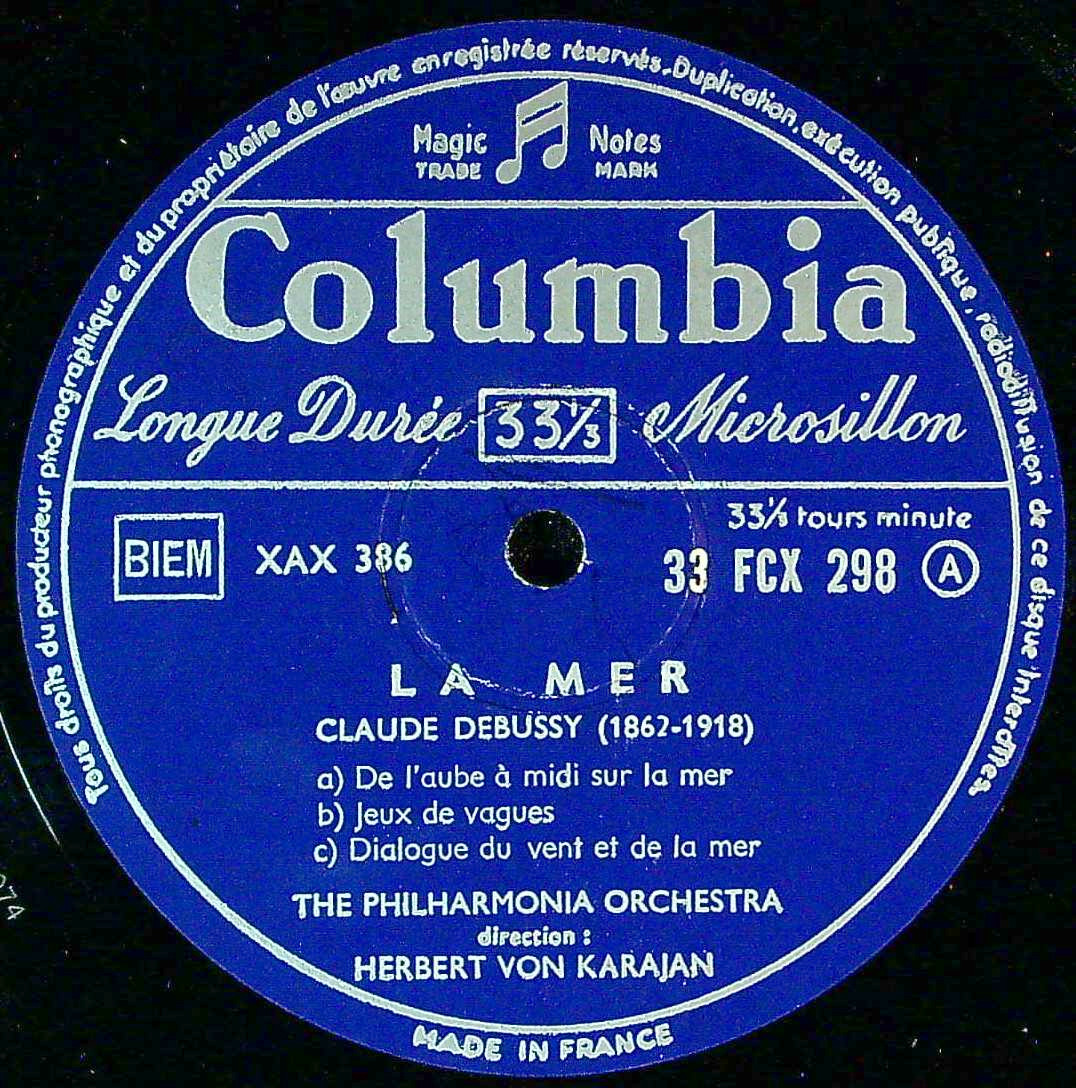 Tous droits du producteur phonographique et du propriétaire de l'œuvre enregistrée réservés. Duplication, exécution publique, radiodiffusion de ce disque interdites.
Magic Notes
TRADE MARK
Columbia
Longue Durée 33⅓ Microsillon
33⅓ tours minute
BIEM XAX 386 33 FCX 298 A
LA MER
CLAUDE DEBUSSY (1862-1918)
a) De l'aube à midi sur la mer
b) Jeux de vagues
c) Dialogue du vent et de la mer
THE PHILHARMONIA ORCHESTRA
direction :
HERBERT VON KARAJAN
MADE IN FRANCE